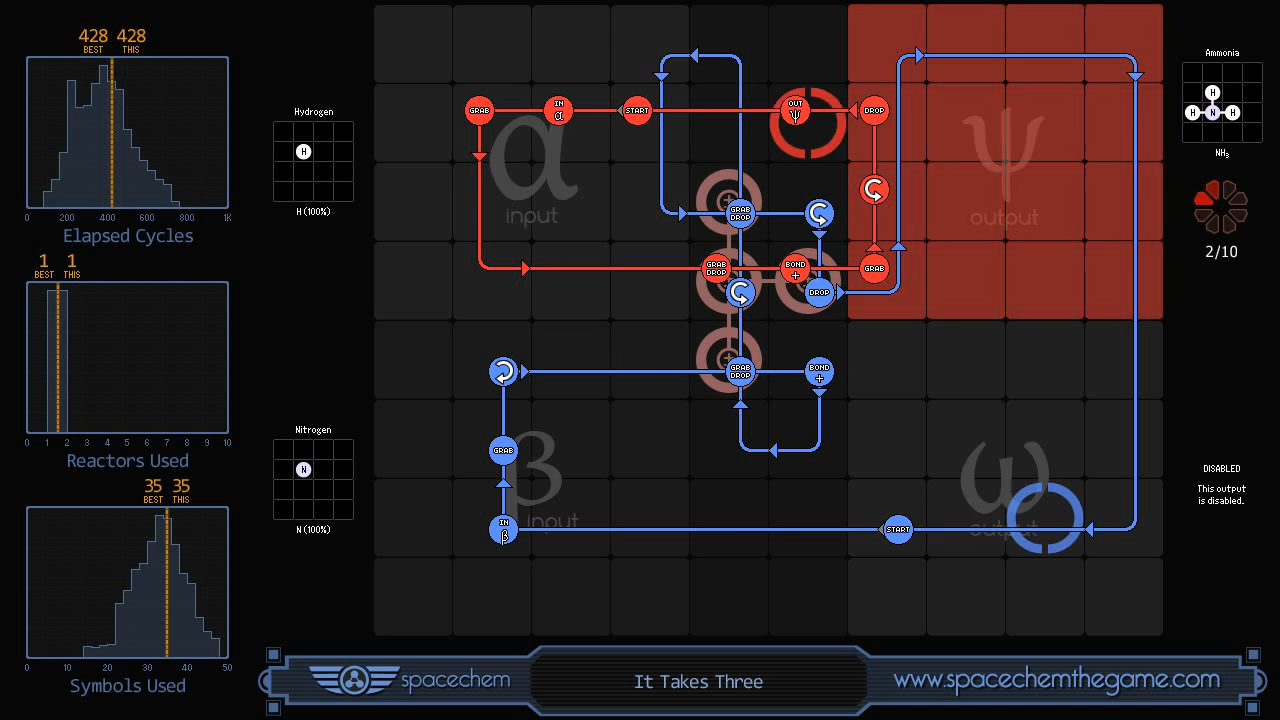 428 428
BEST THIS
0 200 400 600 800 1K
Elapsed Cycles
1 1
BEST THIS
0 1 2 3 4 5 6 7 8 9 10
Reactors Used
35 35
BEST THIS
0 10 20 30 40 50
Symbols Used
Hydrogen
H
H (100%)
Nitrogen
N
N (100%)
GRAB
IN
α
START
OUT
ψ
DROP
α
input
ψ
output
GRAB
DROP
GRAB
DROP
BOND
+
GRAB
DROP
GRAB
DROP
BOND
+
GRAB
β
input
IN
β
START
ω
output
Ammonia
H
H N H
NH₃
2/10
DISABLED
This output
is disabled.
spacechem
It Takes Three
www.spacechemthegame.com